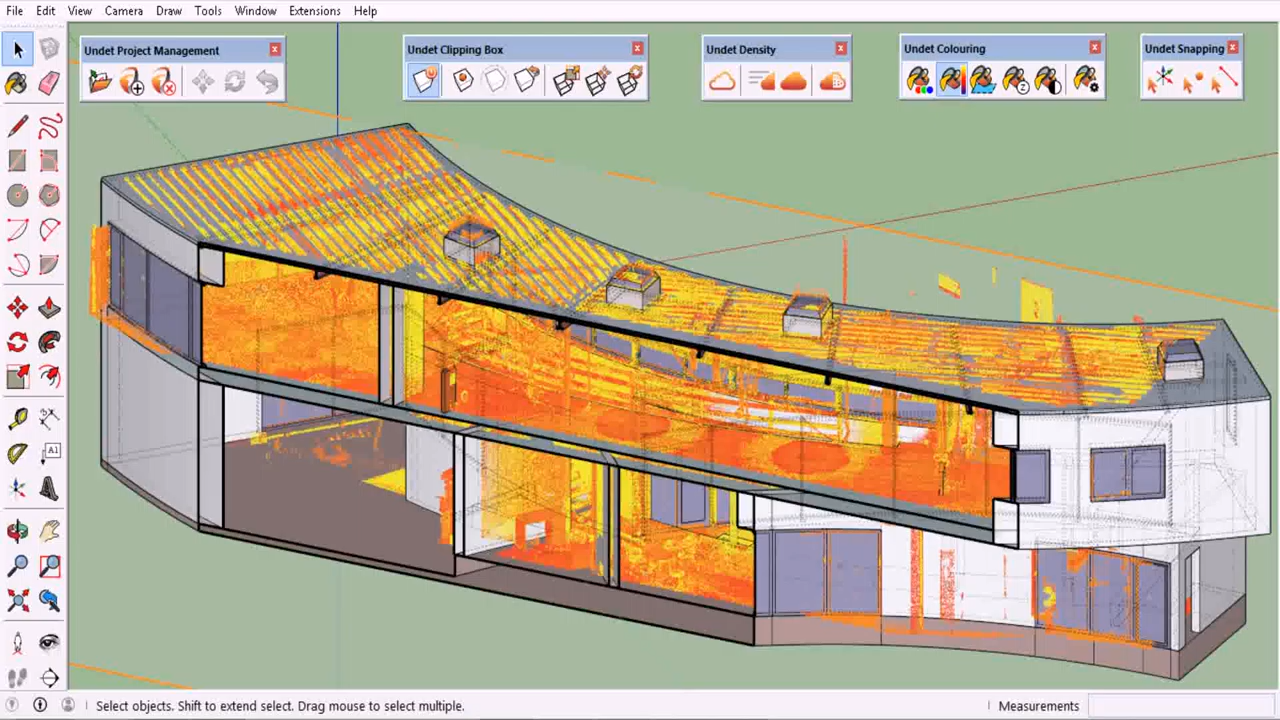 File Edit View Camera Draw Tools Window Extensions Help
Undet Project Management
Undet Clipping Box
Undet Density
Undet Colouring
Undet Snapping
A1
Select objects. Shift to extend select. Drag mouse to select multiple.
Measurements